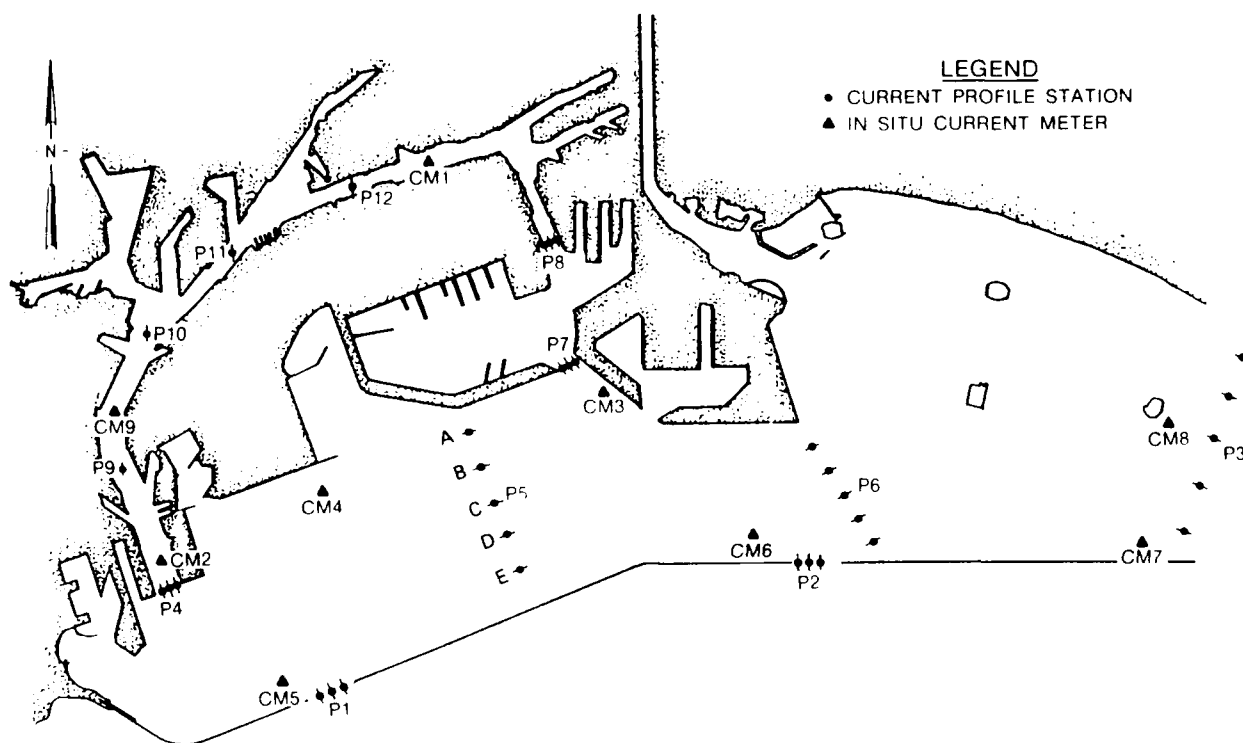 LEGEND
CURRENT PROFILE STATION
IN SITU CURRENT METER
N
CM1
P12
P11
P8
P10
P7
CM3
CM9
CM8
A
P3
P9
B
P6
CM4
C
P5
D
CM6
CM7
CM2
E
P2
P4
CM5
P1